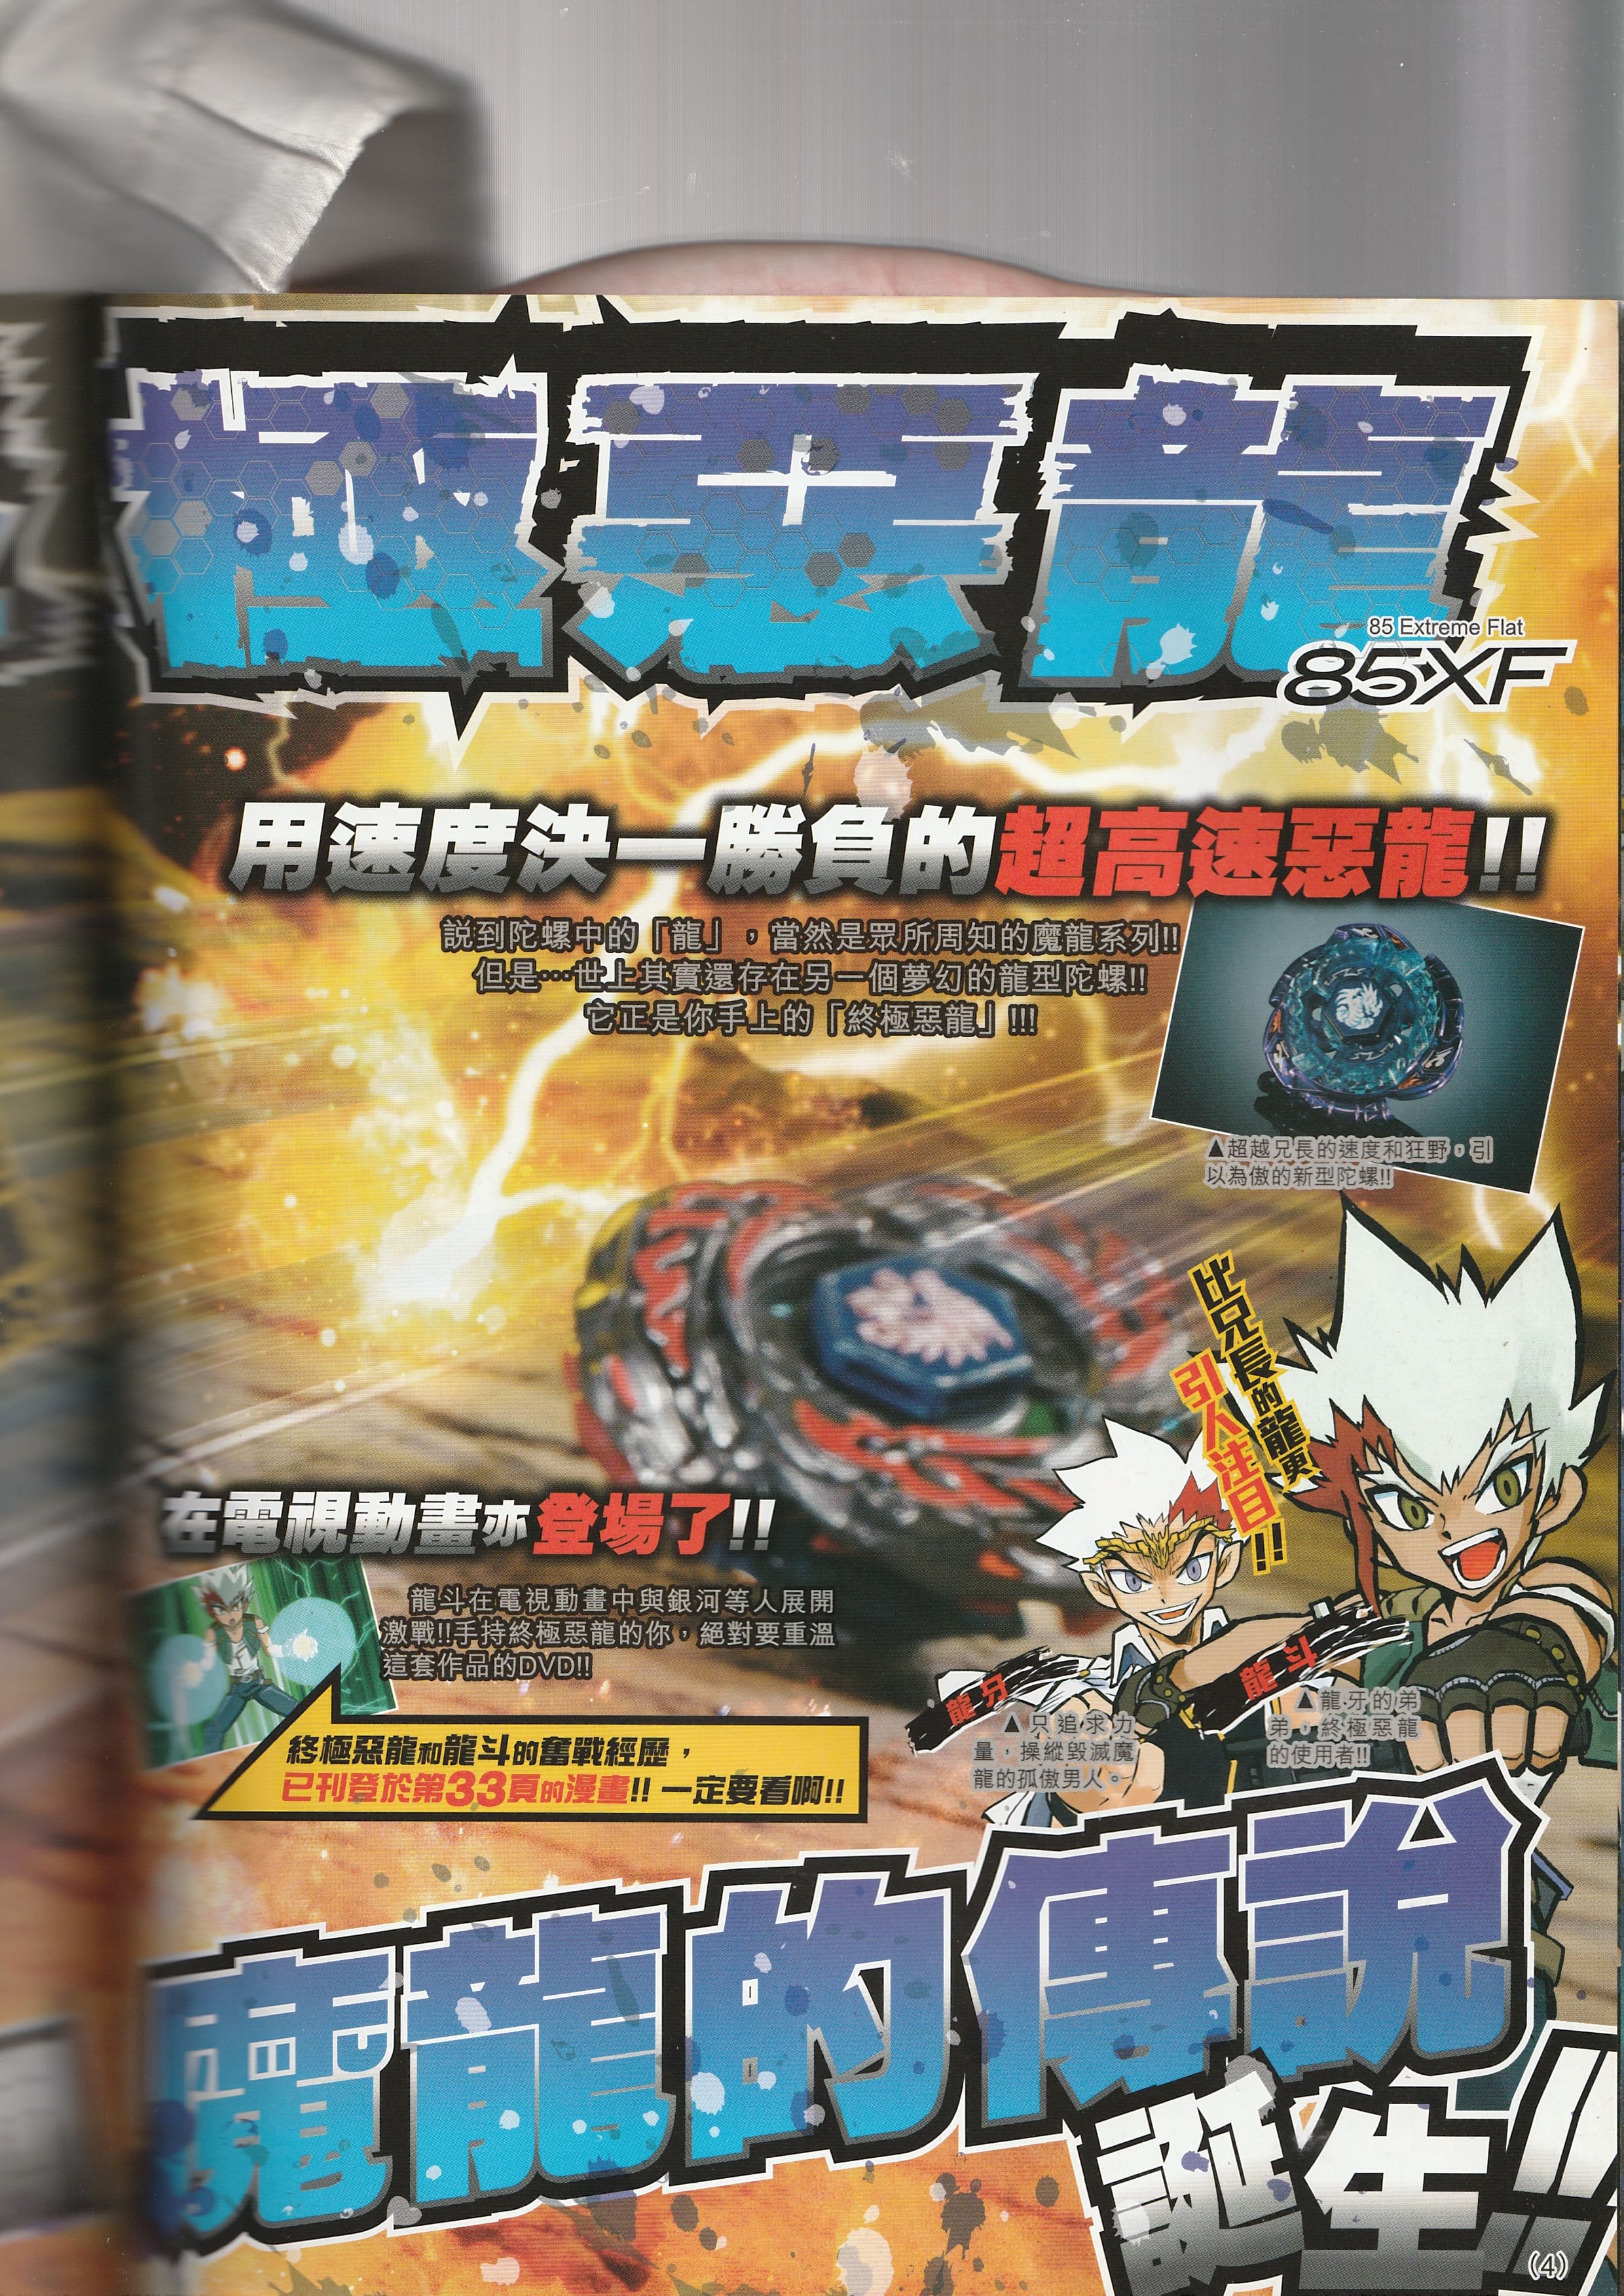 極惡龍
85 Extreme Flat
85XF
用速度決一勝負的超高速惡龍!!
說到陀螺中的「龍」，當然是眾所周知的魔龍系列!!
但是…世上其實還存在另一個夢幻的龍型陀螺!!
它正是你手上的「終極惡龍」!!!
▲超越兄長的速度和狂野，引
以為傲的新型陀螺!!
比兄長的龍更
引人注目!!
在電視動畫亦登場了!!
龍斗在電視動畫中與銀河等人展開
激戰!!手持終極惡龍的你，絕對要重溫
這套作品的DVD!!
龍牙
▲只追求力
量，操縱毀滅魔
龍的孤傲男人。
龍斗
▲龍牙的弟
弟，終極惡龍
的使用者!!
終極惡龍和龍斗的奮戰經歷，
已刊登於第33頁的漫畫!! 一定要看啊!!
魔龍的傳說
誕生!!
(4)